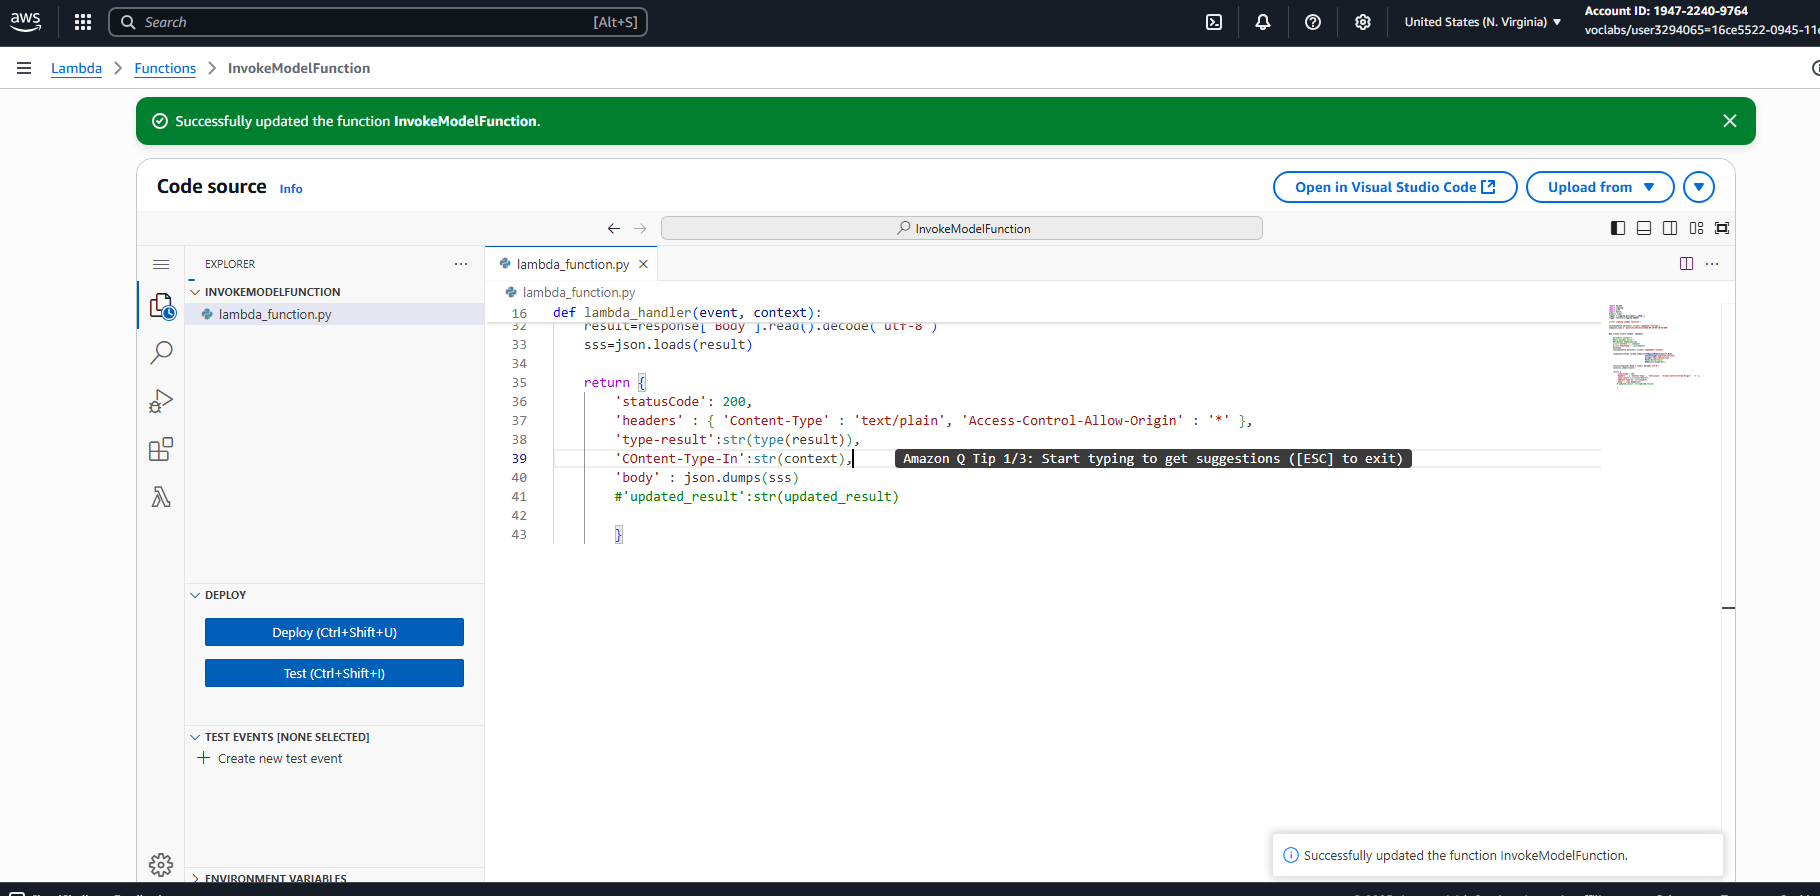 aws
Search [Alt+S]
United States (N. Virginia)
Account ID: 1947-2240-9764
voclabs/user3294065=16ce5522-0945-11
Lambda
Functions
InvokeModelFunction
Successfully updated the function InvokeModelFunction.
Code source Info
Open in Visual Studio Code
Upload from
InvokeModelFunction
EXPLORER
INVOKEMODELFUNCTION
lambda_function.py
DEPLOY
Deploy (Ctrl+Shift+U)
Test (Ctrl+Shift+I)
TEST EVENTS [NONE SELECTED]
Create new test event
ENVIRONMENT VARIABLES
lambda_function.py
lambda_function.py
16 def lambda_handler(event, context):
32 result=response['Body'].read().decode('utf-8')
33 sss=json.loads(result)
34
35 return {
36 'statusCode': 200,
37 'headers' : { 'Content-Type' : 'text/plain', 'Access-Control-Allow-Origin' : '*' },
38 'type-result':str(type(result)),
39 'COntent-Type-In':str(context), Amazon Q Tip 1/3: Start typing to get suggestions ([ESC] to exit)
40 'body' : json.dumps(sss)
41 #'updated_result':str(updated_result)
42
43 }
Successfully updated the function InvokeModelFunction.